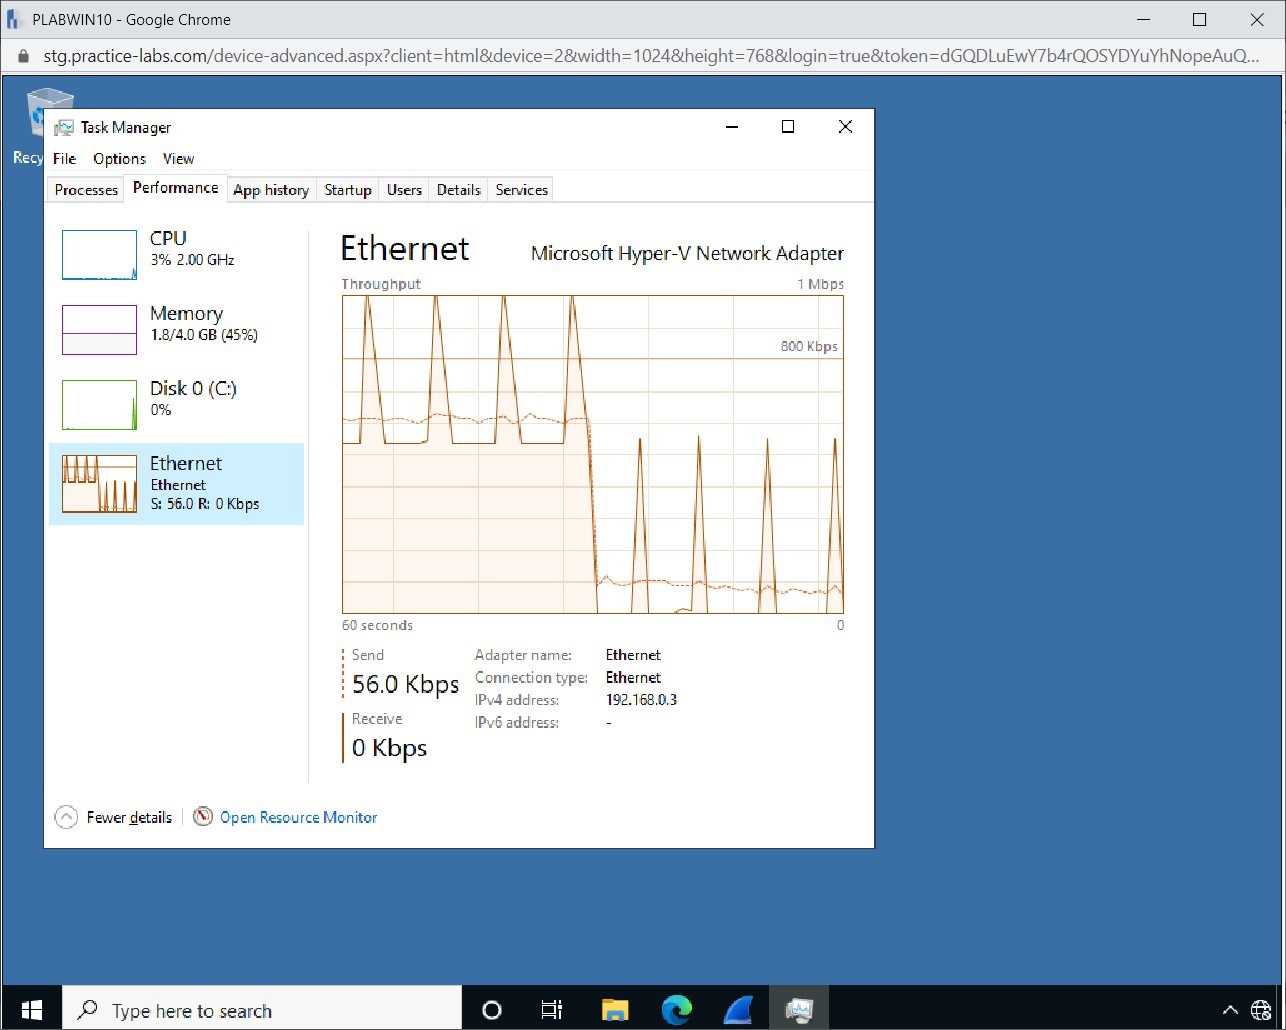 PLABWIN10 - Google Chrome
stg.practice-labs.com/device-advanced.aspx?client=html&device=2&width=1024&height=768&login=true&token=dGQDLuEwY7b4rQOSYDYuYhNopeAuQ...
Recy
Task Manager
File Options View
Processes Performance App history Startup Users Details Services
CPU
3% 2.00 GHz
Memory
1.8/4.0 GB (45%)
Disk 0 (C:)
0%
Ethernet
Ethernet
S: 56.0 R: 0 Kbps
Ethernet Microsoft Hyper-V Network Adapter
Throughput 1 Mbps
800 Kbps
60 seconds 0
Send
56.0 Kbps
Receive
0 Kbps
Adapter name: Ethernet
Connection type: Ethernet
IPv4 address: 192.168.0.3
IPv6 address: -
Fewer details Open Resource Monitor
Type here to search